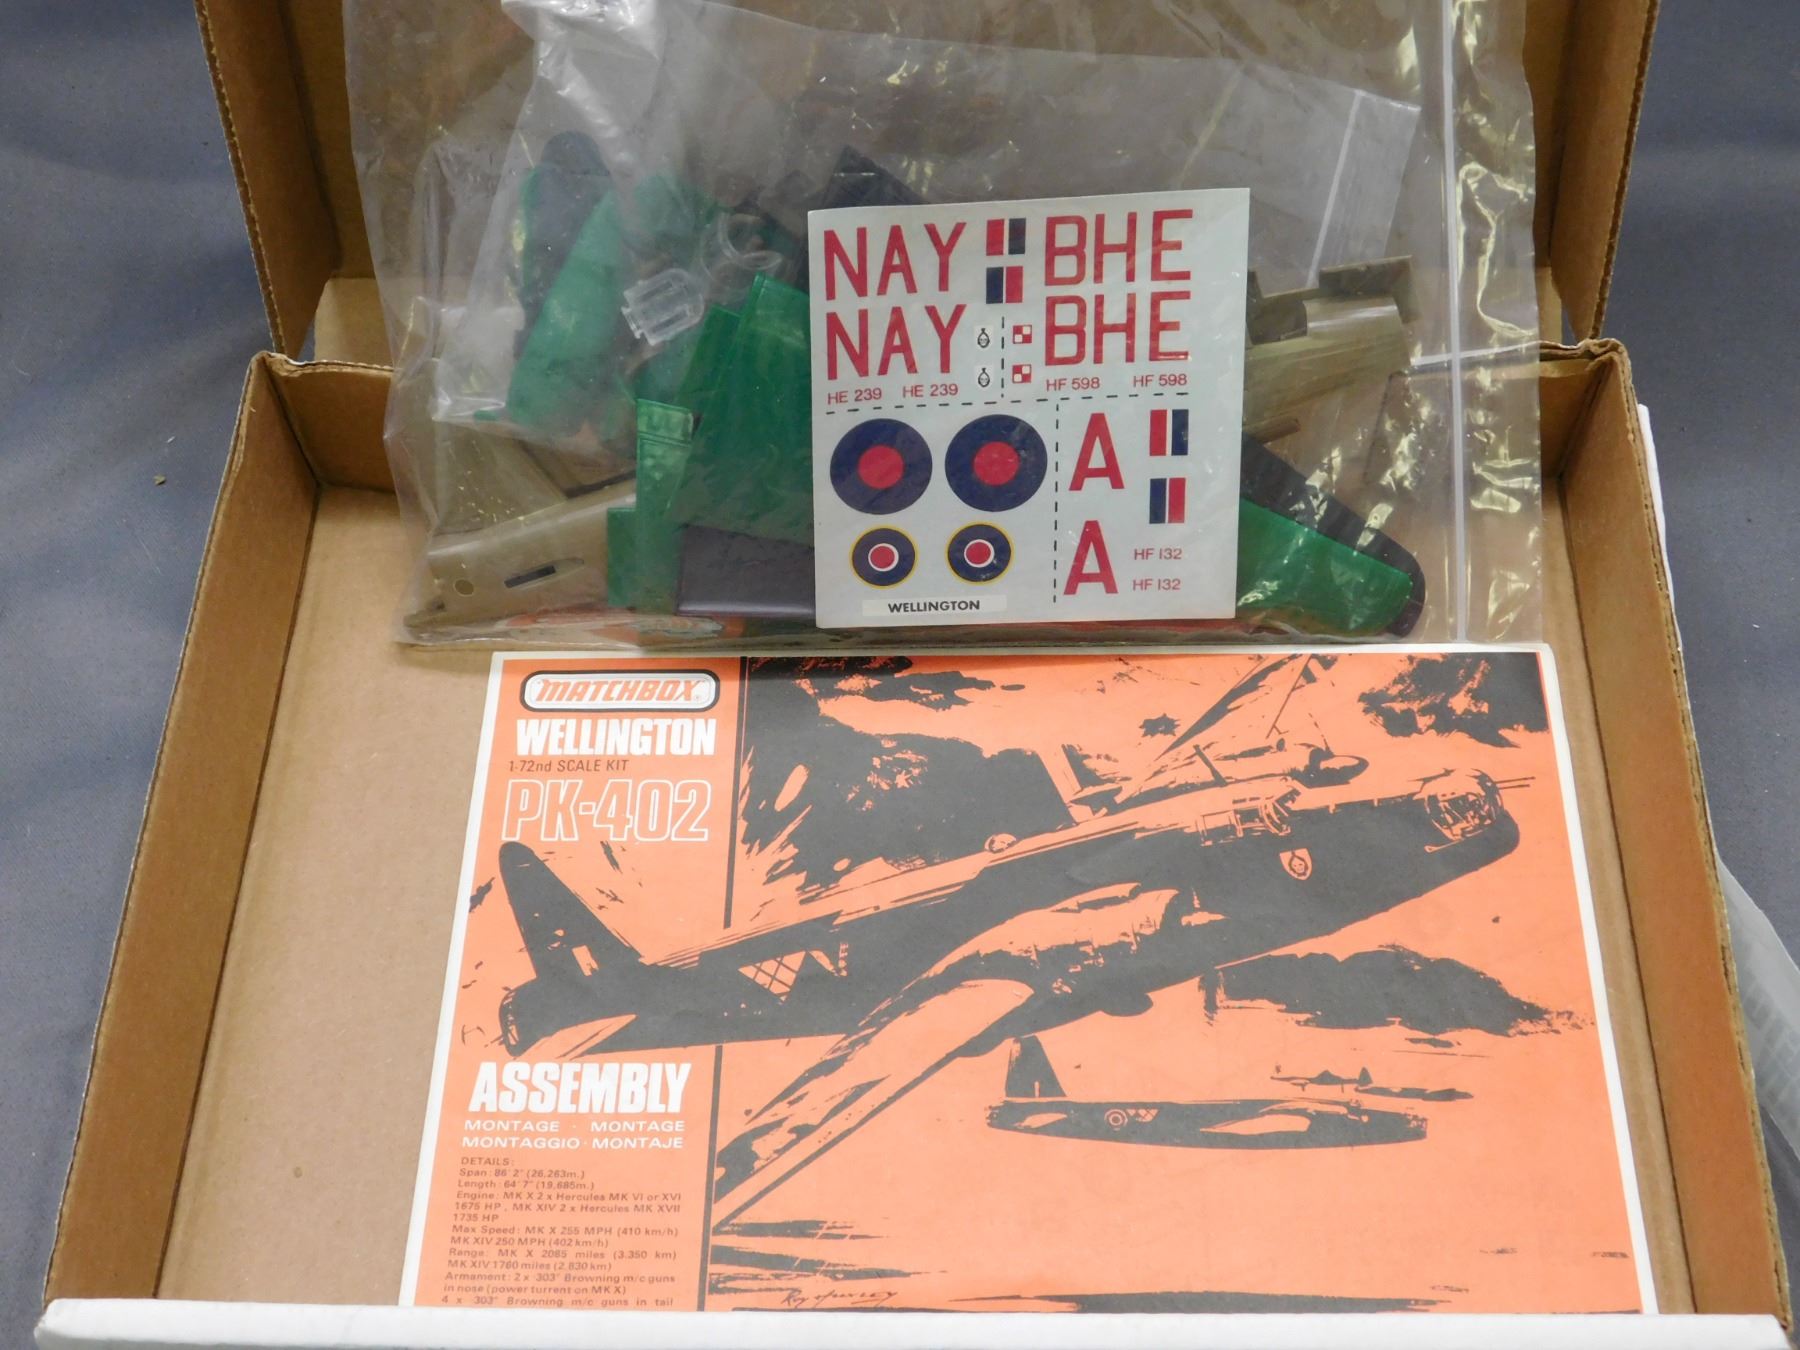 NAY BHE
NAY BHE
HE 239 HE 239 HF 598 HF 598
A
A
HF 132
HF 132
WELLINGTON
MATCHBOX
WELLINGTON
1-72nd SCALE KIT
PK-402
ASSEMBLY
MONTAGE · MONTAGE
MONTAGGIO · MONTAJE
DETAILS:
Span: 86' 2" (26,263m.)
Length: 64' 7" (19,685m.)
Engine: MK X 2 x Hercules MK VI or XVI
1675 HP , MK XIV 2 x Hercules MK XVII
1735 HP
Max Speed: MK X 255 MPH (410 km/h)
MK XIV 250 MPH (402 km/h)
Range: MK X 2085 miles (3.350 km)
MK XIV 1760 miles (2.830 km)
Armament: 2 x ·303" Browning m/c guns
in nose (power turrent on MK X)
4 x ·303" Browning m/c guns in tail
Roy Huxley